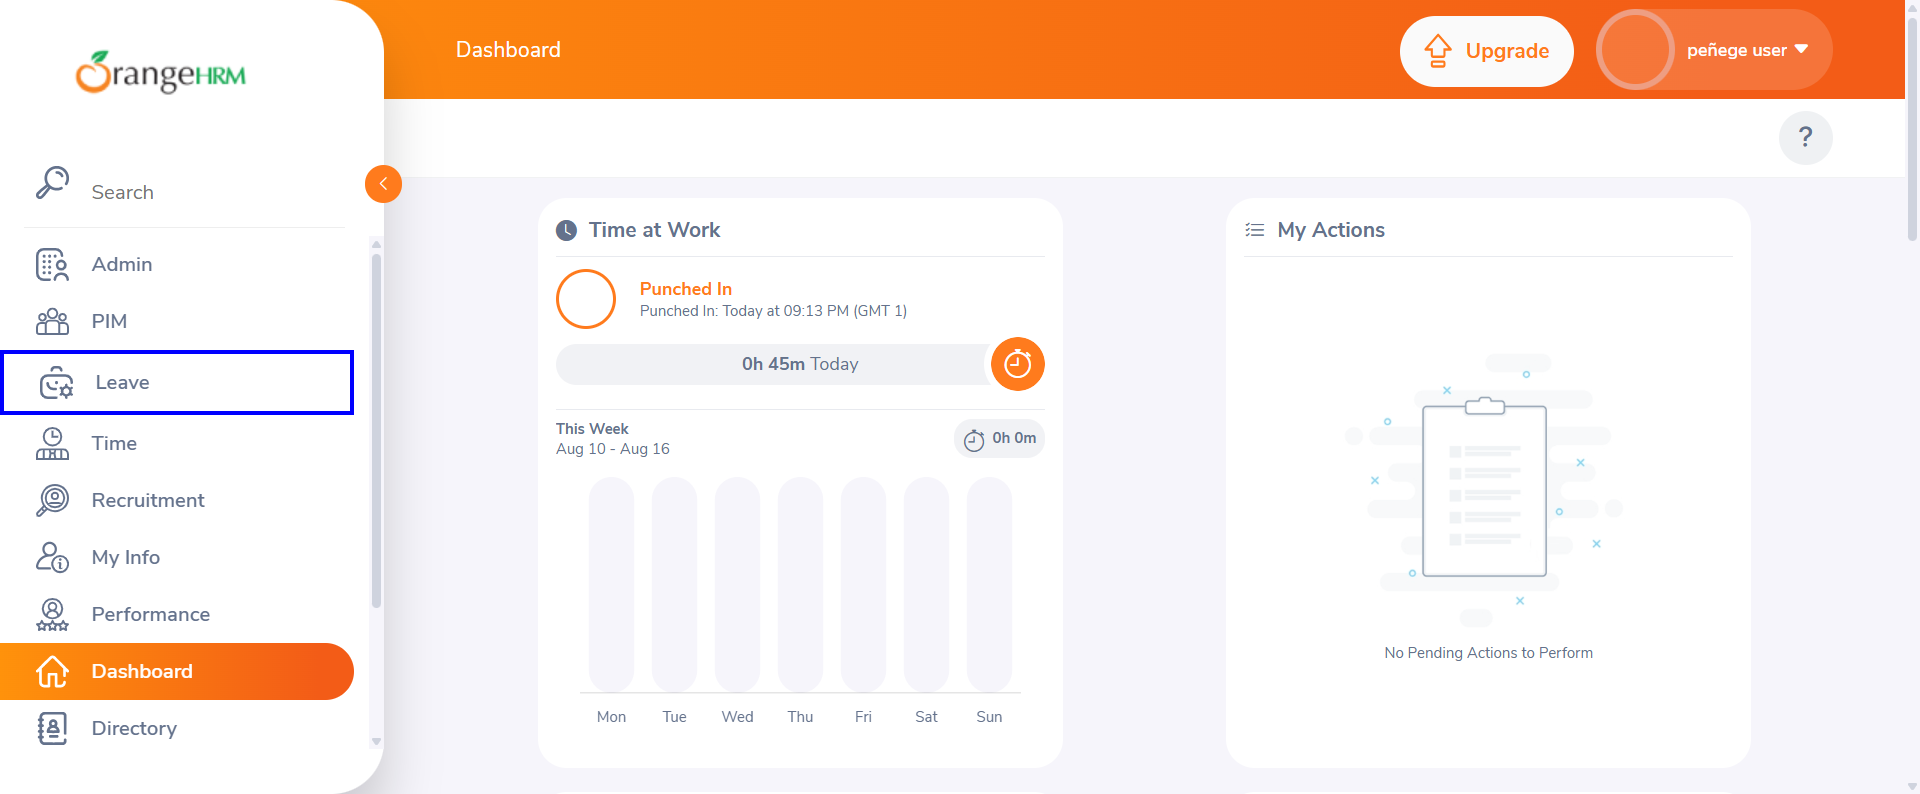 OrangeHRM
Dashboard
Upgrade
peñege user
?
Search
Admin
PIM
Leave
Time
Recruitment
My Info
Performance
Dashboard
Directory
Time at Work
Punched In
Punched In: Today at 09:13 PM (GMT 1)
0h 45m Today
This Week
Aug 10 - Aug 16
0h 0m
Mon Tue Wed Thu Fri Sat Sun
My Actions
No Pending Actions to Perform